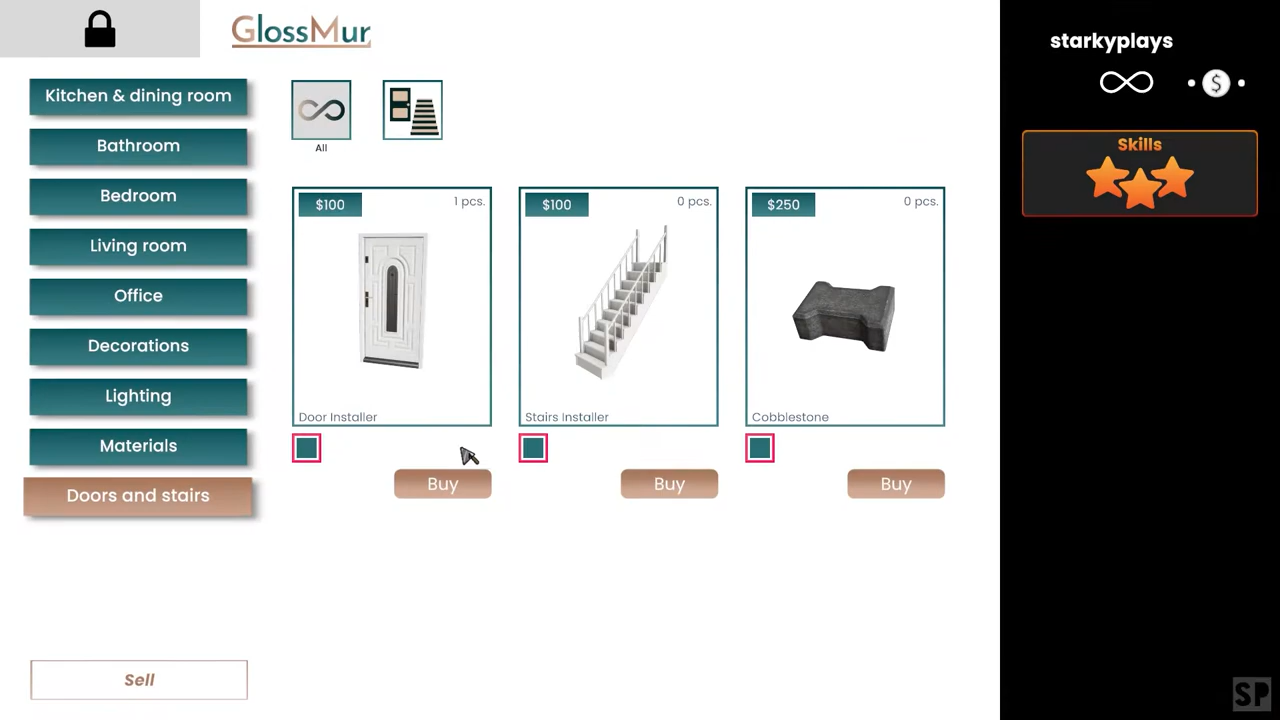 GlossMur
starkyplays
Kitchen & dining room
Bathroom
Bedroom
Living room
Office
Decorations
Lighting
Materials
Doors and stairs
Sell
All
$100
1 pcs.
Door Installer
Buy
$100
0 pcs.
Stairs Installer
Buy
$250
0 pcs.
Cobblestone
Buy
$
Skills
SP